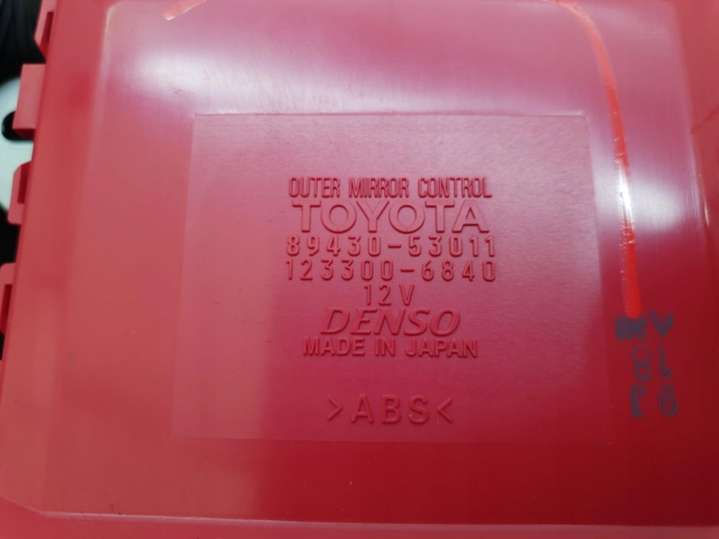 OUTER MIRROR CONTROL
TOYOTA
89430-53011
123300-6840
12V
DENSO
MADE IN JAPAN
>ABS<